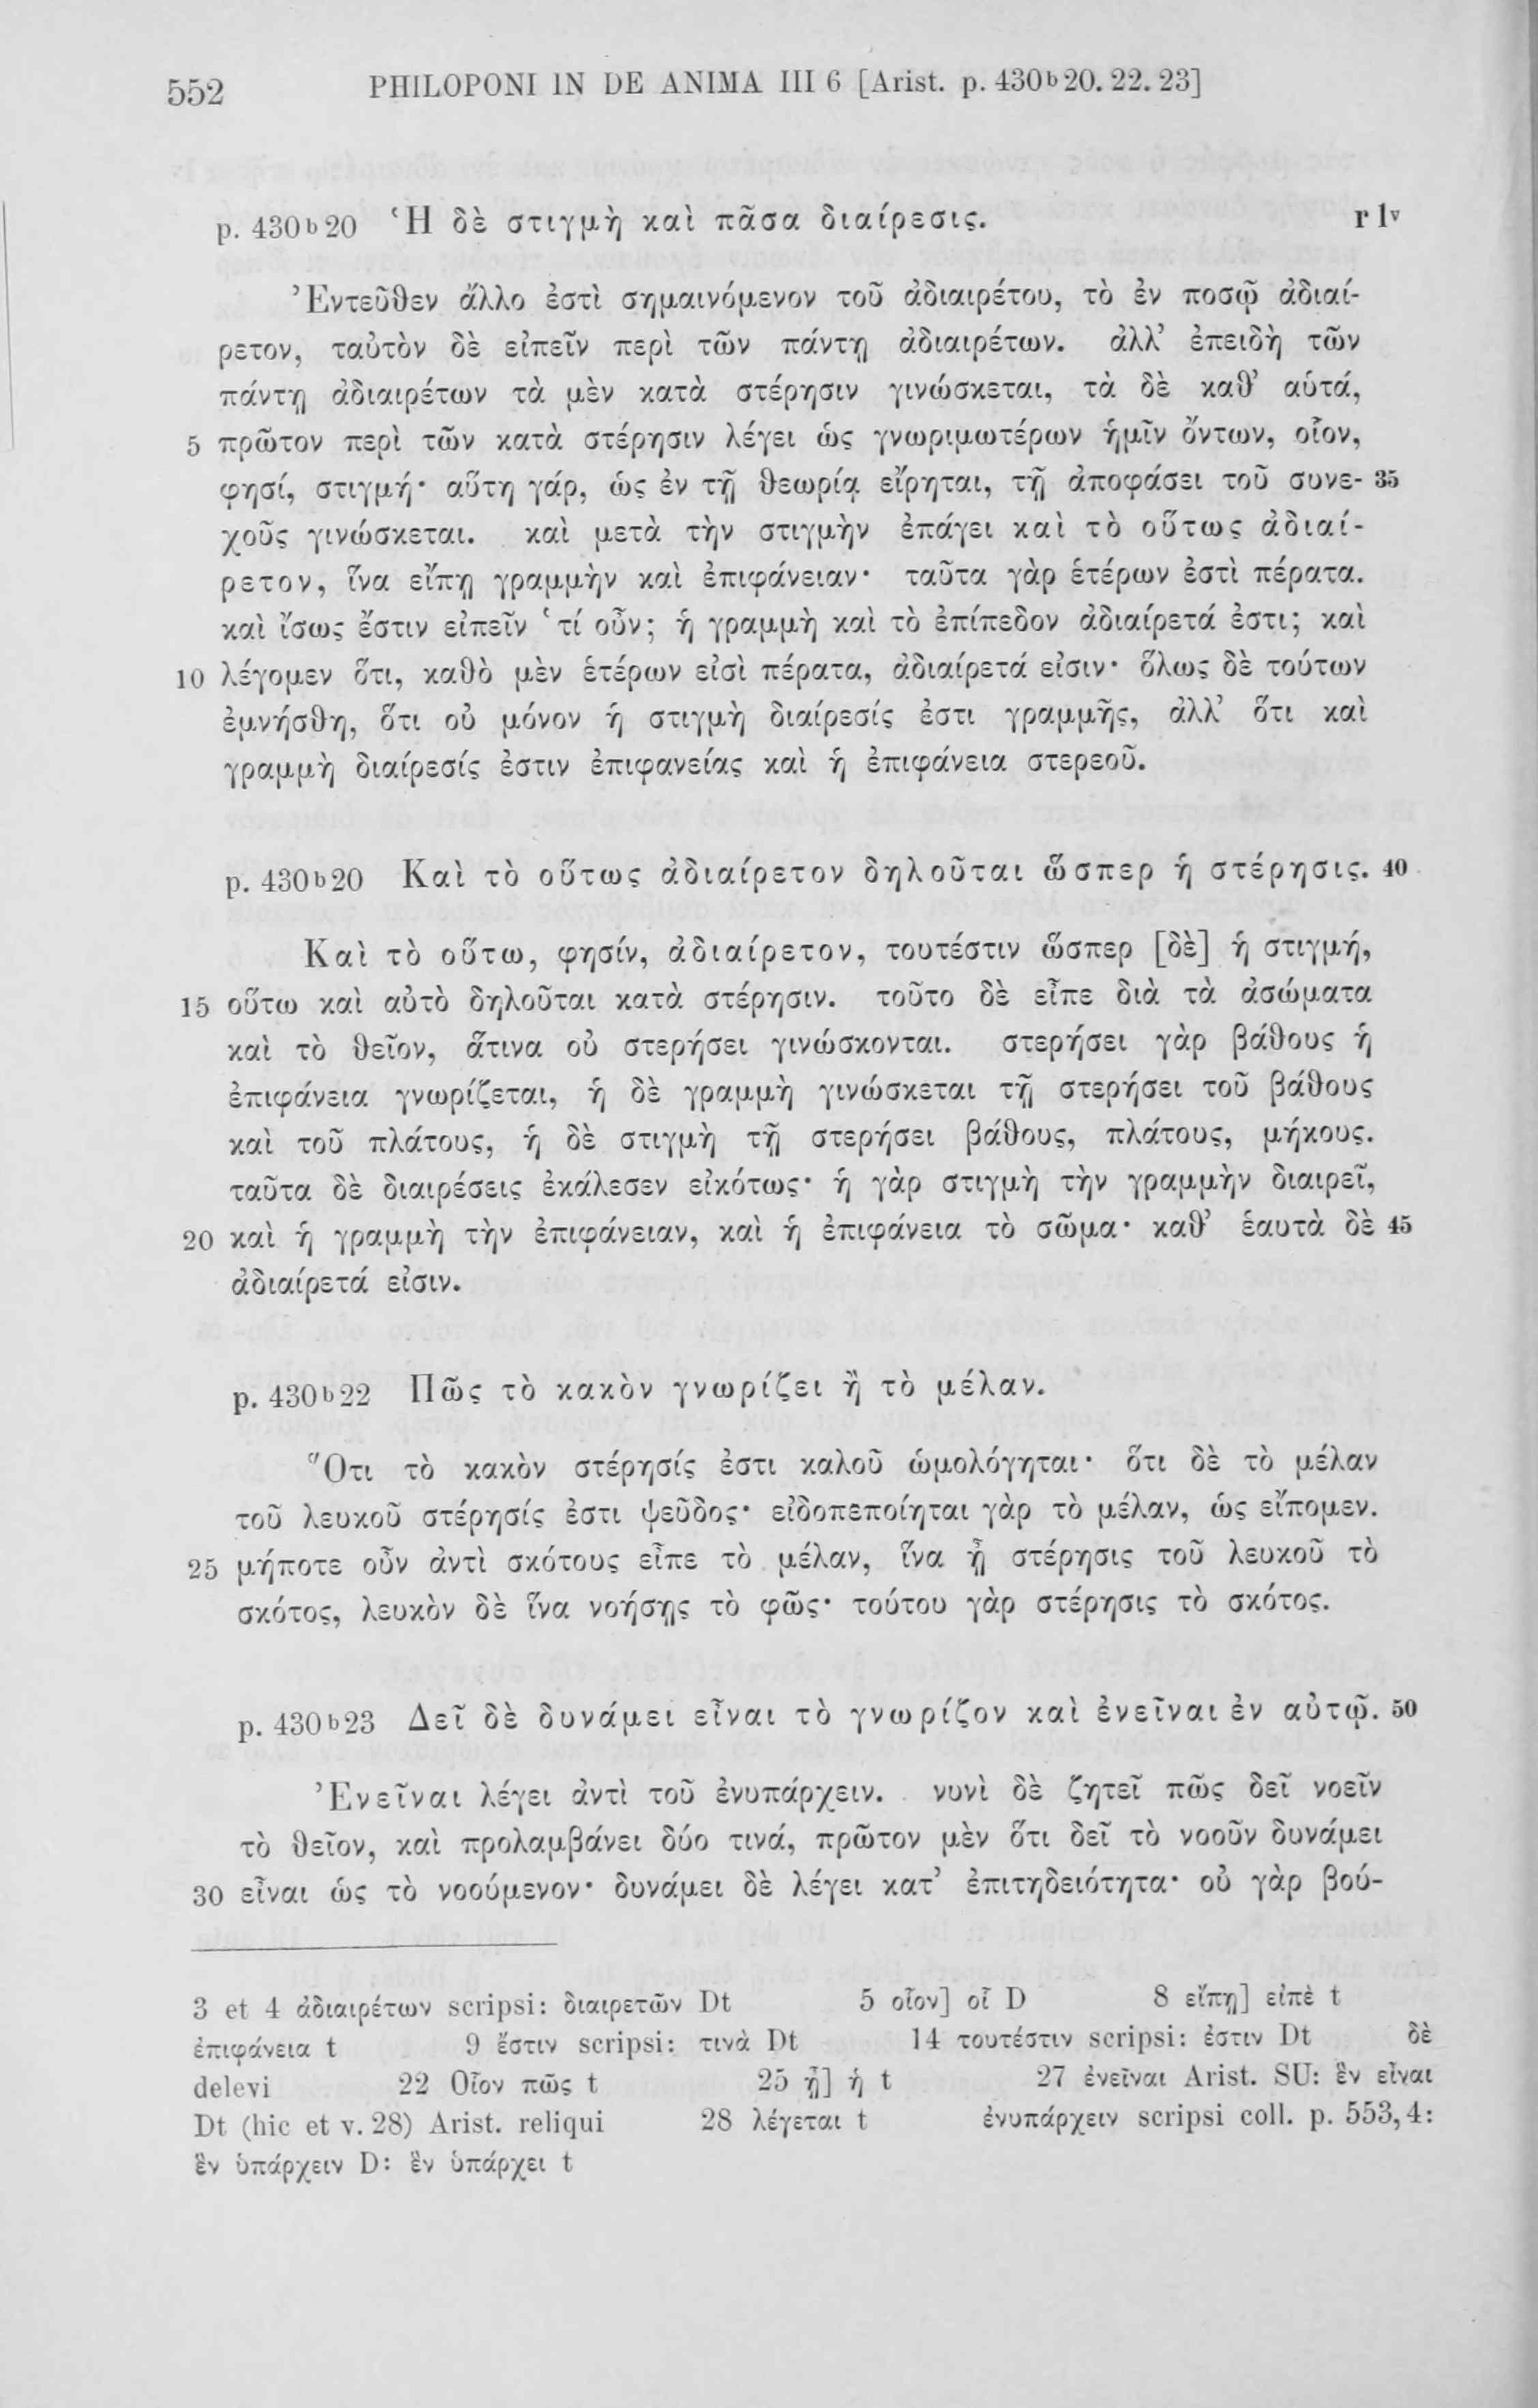 552 PHILOPONI IN DE ANIMA III 6 [Arist. p. 430ᵇ20. 22. 23]
p. 430ᵇ20 Ἡ δὲ στιγμὴ καὶ πᾶσα διαίρεσις. r 1ᵛ
Ἐντεῦθεν ἄλλο ἐστὶ σημαινόμενον τοῦ ἀδιαιρέτου, τὸ ἐν ποσῷ ἀδιαί-
ρετον, ταὐτὸν δὲ εἰπεῖν περὶ τῶν πάντῃ ἀδιαιρέτων. ἀλλ’ ἐπειδὴ τῶν
πάντῃ ἀδιαιρέτων τὰ μὲν κατὰ στέρησιν γινώσκεται, τὰ δὲ καθ’ αὑτά,
5 πρῶτον περὶ τῶν κατὰ στέρησιν λέγει ὡς γνωριμωτέρων ἡμῖν ὄντων, οἷον,
φησί, στιγμή· αὕτη γάρ, ὡς ἐν τῇ θεωρίᾳ εἴρηται, τῇ ἀποφάσει τοῦ συνε- 35
χοῦς γινώσκεται. καὶ μετὰ τὴν στιγμὴν ἐπάγει καὶ τὸ οὕτως ἀδιαί-
ρετον, ἵνα εἴπῃ γραμμὴν καὶ ἐπιφάνειαν· ταῦτα γὰρ ἑτέρων ἐστὶ πέρατα.
καὶ ἴσως ἔστιν εἰπεῖν ‘τί οὖν; ἡ γραμμὴ καὶ τὸ ἐπίπεδον ἀδιαίρετά ἐστι; καὶ
10 λέγομεν ὅτι, καθὸ μὲν ἑτέρων εἰσὶ πέρατα, ἀδιαίρετά εἰσιν· ὅλως δὲ τούτων
ἐμνήσθη, ὅτι οὐ μόνον ἡ στιγμὴ διαίρεσίς ἐστι γραμμῆς, ἀλλ’ ὅτι καὶ
γραμμὴ διαίρεσίς ἐστιν ἐπιφανείας καὶ ἡ ἐπιφάνεια στερεοῦ.
p. 430ᵇ20 Καὶ τὸ οὕτως ἀδιαίρετον δηλοῦται ὥσπερ ἡ στέρησις. 40
Καὶ τὸ οὕτω, φησίν, ἀδιαίρετον, τουτέστιν ὥσπερ [δὲ] ἡ στιγμή,
15 οὕτω καὶ αὐτὸ δηλοῦται κατὰ στέρησιν. τοῦτο δὲ εἶπε διὰ τὰ ἀσώματα
καὶ τὸ θεῖον, ἅτινα οὐ στερήσει γινώσκονται. στερήσει γὰρ βάθους ἡ
ἐπιφάνεια γνωρίζεται, ἡ δὲ γραμμὴ γινώσκεται τῇ στερήσει τοῦ βάθους
καὶ τοῦ πλάτους, ἡ δὲ στιγμὴ τῇ στερήσει βάθους, πλάτους, μήκους.
ταῦτα δὲ διαιρέσεις ἐκάλεσεν εἰκότως· ἡ γὰρ στιγμὴ τὴν γραμμὴν διαιρεῖ,
20 καὶ ἡ γραμμὴ τὴν ἐπιφάνειαν, καὶ ἡ ἐπιφάνεια τὸ σῶμα· καθ’ ἑαυτὰ δὲ 45
ἀδιαίρετά εἰσιν.
p. 430ᵇ22 Πῶς τὸ κακὸν γνωρίζει ἢ τὸ μέλαν.
Ὅτι τὸ κακὸν στέρησίς ἐστι καλοῦ ὡμολόγηται· ὅτι δὲ τὸ μέλαν
τοῦ λευκοῦ στέρησίς ἐστι ψεῦδος· εἰδοπεποίηται γὰρ τὸ μέλαν, ὡς εἴπομεν.
25 μήποτε οὖν ἀντὶ σκότους εἶπε τὸ μέλαν, ἵνα ᾖ στέρησις τοῦ λευκοῦ τὸ
σκότος, λευκὸν δὲ ἵνα νοήσῃς τὸ φῶς· τούτου γὰρ στέρησις τὸ σκότος.
p. 430ᵇ23 Δεῖ δὲ δυνάμει εἶναι τὸ γνωρίζον καὶ ἐνεῖναι ἐν αὐτῷ. 50
Ἐνεῖναι λέγει ἀντὶ τοῦ ἐνυπάρχειν. νυνὶ δὲ ζητεῖ πῶς δεῖ νοεῖν
τὸ θεῖον, καὶ προλαμβάνει δύο τινά, πρῶτον μὲν ὅτι δεῖ τὸ νοοῦν δυνάμει
30 εἶναι ὡς τὸ νοούμενον· δυνάμει δὲ λέγει κατ’ ἐπιτηδειότητα· οὐ γὰρ βού-
3 et 4 ἀδιαιρέτων scripsi: διαιρετῶν Dt 5 οἷον] οἷ D 8 εἴπῃ] εἰπὲ t
ἐπιφάνεια t 9 ἔστιν scripsi: τινὰ Dt 14 τουτέστιν scripsi: ἐστιν Dt δὲ
delevi 22 Οἷον πῶς t 25 ᾖ] ἡ t 27 ἐνεῖναι Arist. SU: ἓν εἶναι
Dt (hic et v. 28) Arist. reliqui 28 λέγεται t ἐνυπάρχειν scripsi coll. p. 553,4:
ἓν ὑπάρχειν D: ἓν ὑπάρχει t